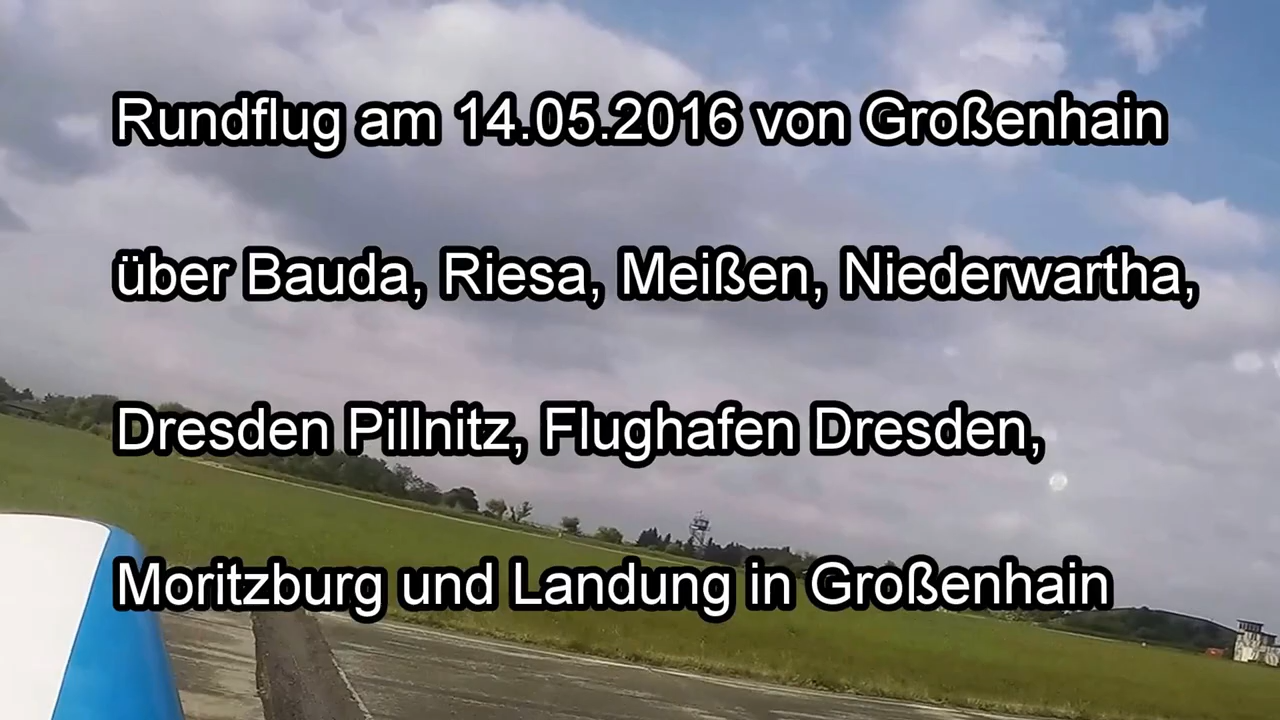 Rundflug am 14.05.2016 von Großenhain
über Bauda, Riesa, Meißen, Niederwartha,
Dresden Pillnitz, Flughafen Dresden,
Moritzburg und Landung in Großenhain